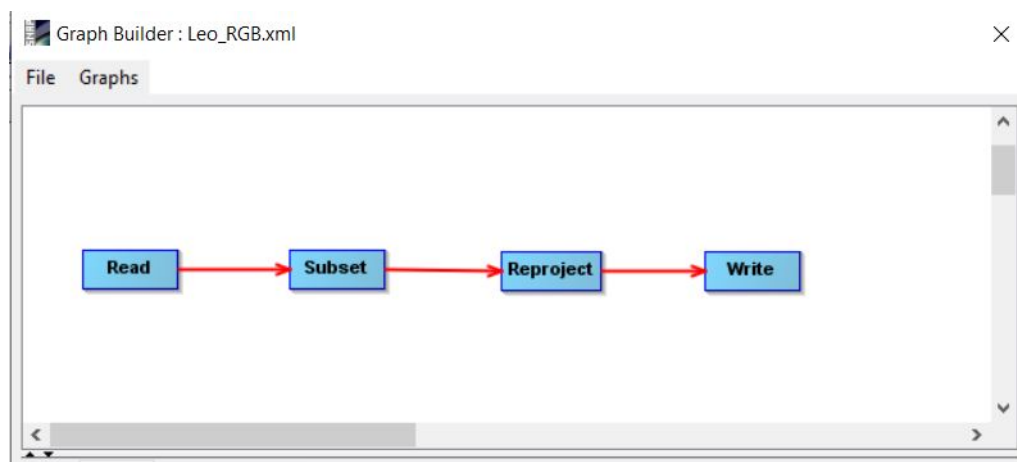 Graph Builder : Leo_RGB.xml
File Graphs
Read Subset Reproject Write